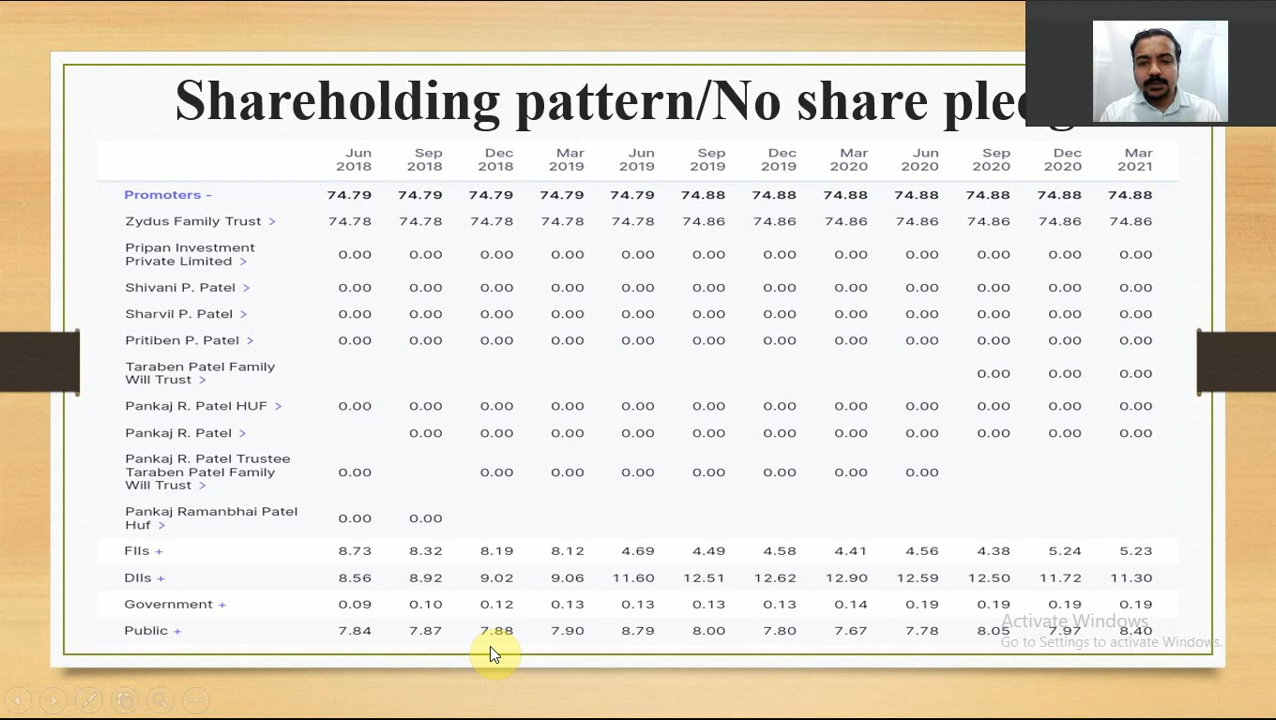 Shareholding pattern/No share
Jun Sep Dec Mar Jun Sep Dec Mar Jun Sep Dec Mar
2018 2018 2018 2019 2019 2019 2019 2020 2020 2020 2020 2021
Promoters - 74.79 74.79 74.79 74.79 74.79 74.88 74.88 74.88 74.88 74.88 74.88 74.88
Zydus Family Trust > 74.78 74.78 74.78 74.78 74.78 74.86 74.86 74.86 74.86 74.86 74.86 74.86
Pripan Investment
Private Limited > 0.00 0.00 0.00 0.00 0.00 0.00 0.00 0.00 0.00 0.00 0.00 0.00
Shivani P. Patel > 0.00 0.00 0.00 0.00 0.00 0.00 0.00 0.00 0.00 0.00 0.00 0.00
Sharvil P. Patel > 0.00 0.00 0.00 0.00 0.00 0.00 0.00 0.00 0.00 0.00 0.00 0.00
Pritiben P. Patel > 0.00 0.00 0.00 0.00 0.00 0.00 0.00 0.00 0.00 0.00 0.00 0.00
Taraben Patel Family
Will Trust > 0.00 0.00 0.00
Pankaj R. Patel HUF > 0.00 0.00 0.00 0.00 0.00 0.00 0.00 0.00 0.00 0.00 0.00 0.00
Pankaj R. Patel > 0.00 0.00 0.00 0.00 0.00 0.00 0.00 0.00 0.00 0.00 0.00
Pankaj R. Patel Trustee
Taraben Patel Family 0.00 0.00 0.00 0.00 0.00 0.00 0.00 0.00
Will Trust >
Pankaj Ramanbhai Patel
Huf > 0.00 0.00
FIIs + 8.73 8.32 8.19 8.12 4.69 4.49 4.58 4.41 4.56 4.38 5.24 5.23
DIIs + 8.56 8.92 9.02 9.06 11.60 12.51 12.62 12.90 12.59 12.50 11.72 11.30
Government + 0.09 0.10 0.12 0.13 0.13 0.13 0.13 0.14 0.19 0.19 0.19 0.19
Public + 7.84 7.87 7.88 7.90 8.79 8.00 7.80 7.67 7.78 8.05 7.97 8.40
Activate Windows
Go to Settings to activate Windows.